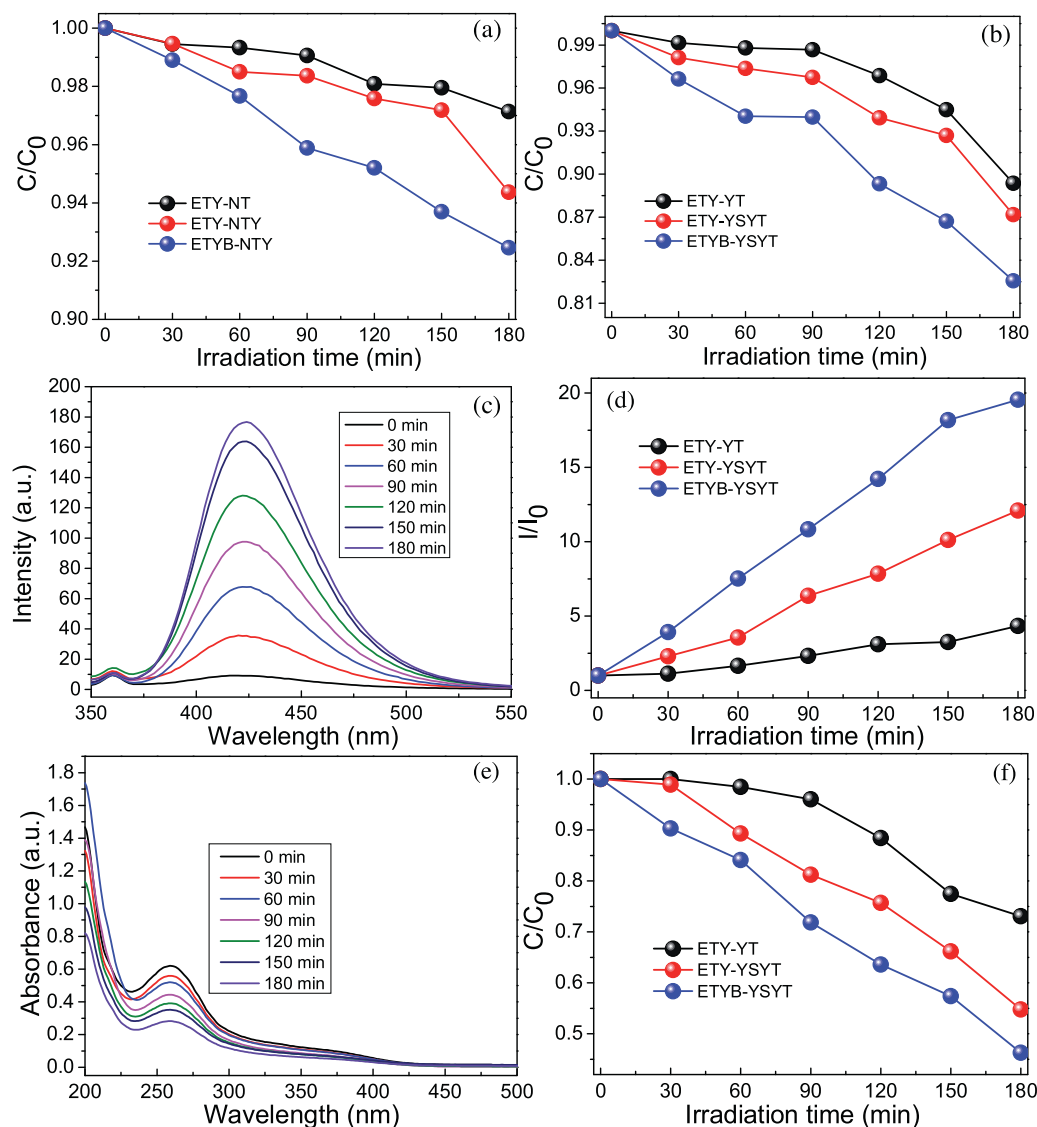 (a)
1.00
0.98
0.96
0.94
0.92
0.90
C/C0
ETY-NT
ETY-NTY
ETYB-NTY
0 30 60 90 120 150 180
Irradiation time (min)
(b)
0.99
0.96
0.93
0.90
0.87
0.84
0.81
C/C0
ETY-YT
ETY-YSYT
ETYB-YSYT
0 30 60 90 120 150 180
Irradiation time (min)
(c)
200
180
160
140
120
100
80
60
40
20
0
Intensity (a.u.)
0 min
30 min
60 min
90 min
120 min
150 min
180 min
350 400 450 500 550
Wavelength (nm)
(d)
20
15
10
5
0
I/I0
ETY-YT
ETY-YSYT
ETYB-YSYT
0 30 60 90 120 150 180
Irradiation time (min)
(e)
1.8
1.6
1.4
1.2
1.0
0.8
0.6
0.4
0.2
0.0
Absorbance (a.u.)
0 min
30 min
60 min
90 min
120 min
150 min
180 min
200 250 300 350 400 450 500
Wavelength (nm)
(f)
1.0
0.9
0.8
0.7
0.6
0.5
C/C0
ETY-YT
ETY-YSYT
ETYB-YSYT
0 30 60 90 120 150 180
Irradiation time (min)